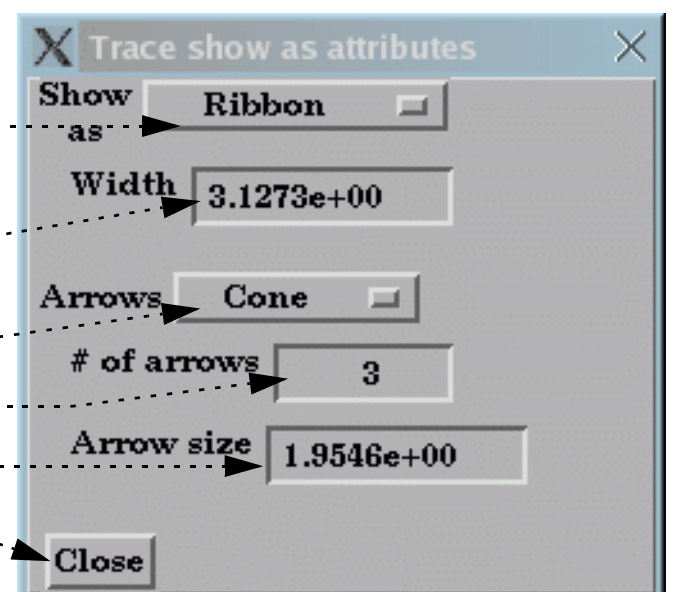 X Trace show as attributes X
Show as Ribbon
Width 3.1273e+00
Arrows Cone
# of arrows 3
Arrow size 1.9546e+00
Close